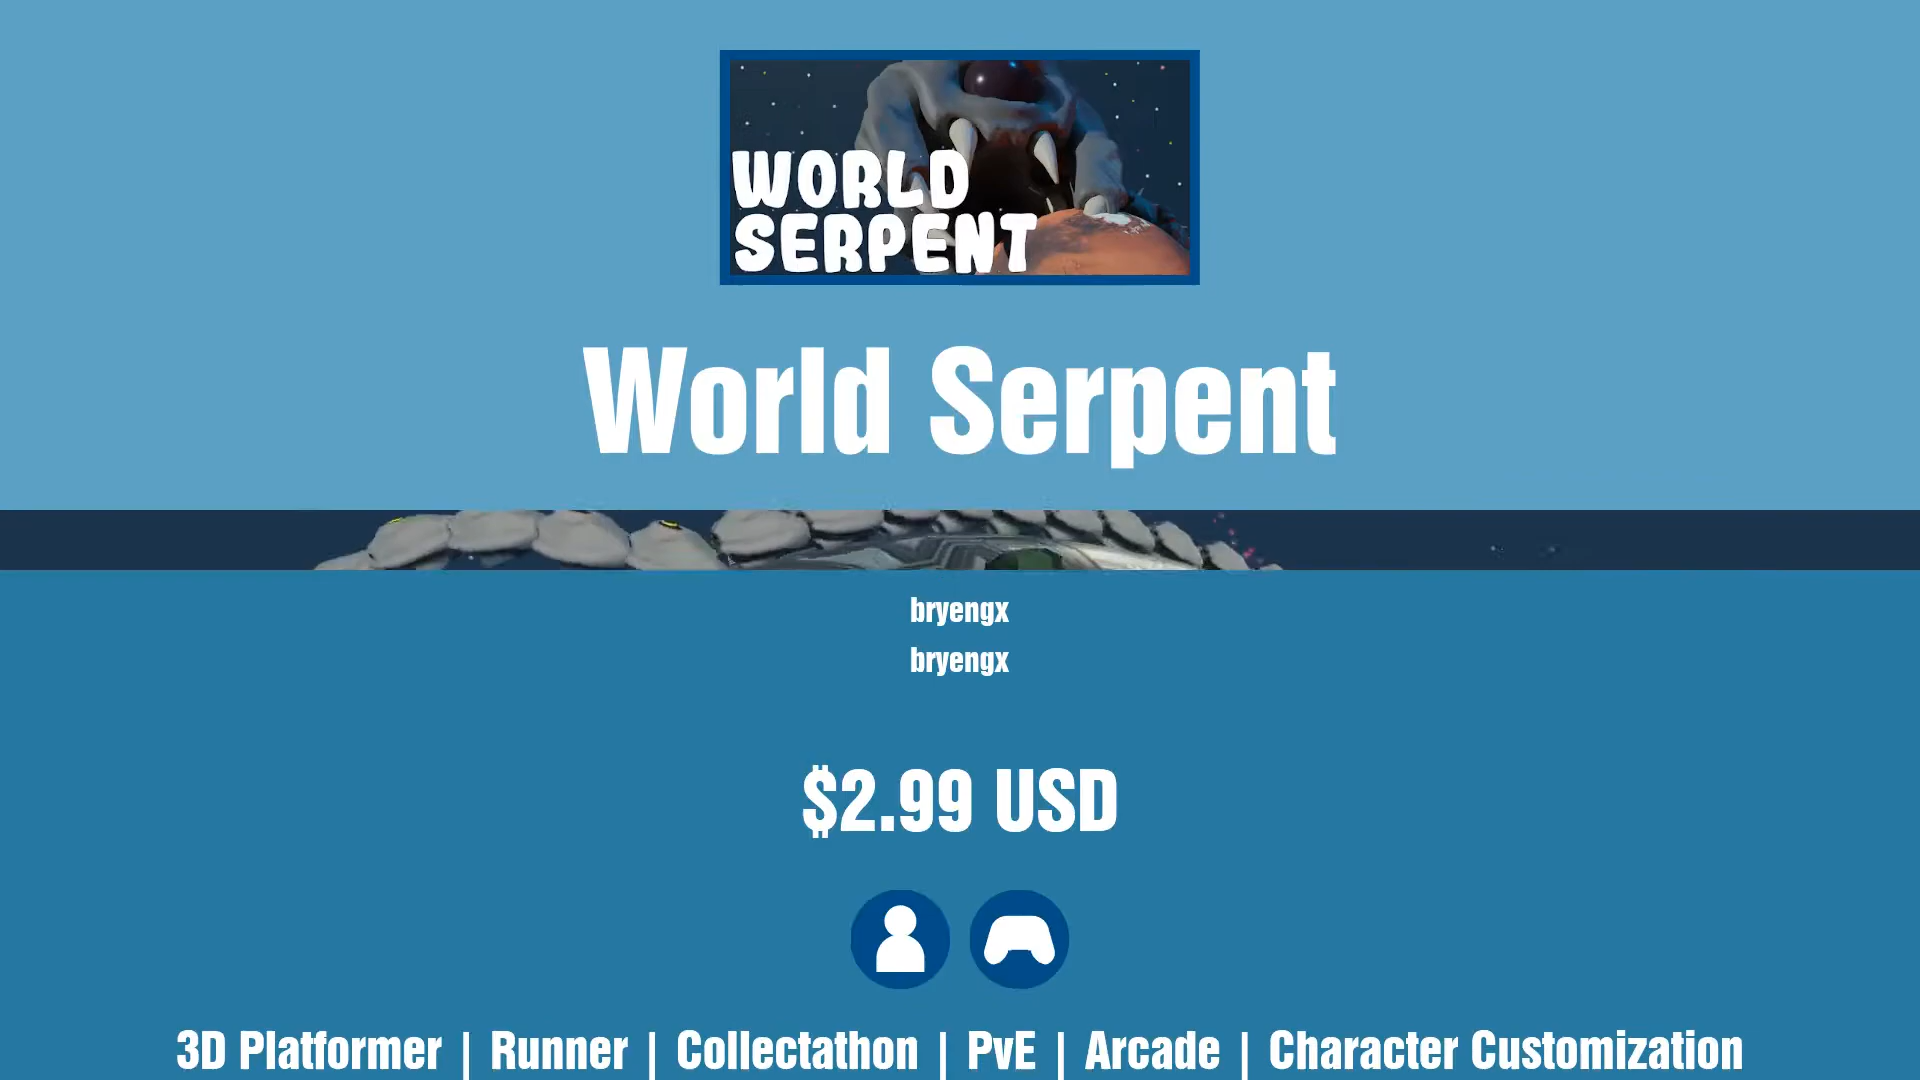 WORLD
SERPENT
World Serpent
bryengx
bryengx
$2.99 USD
3D Platformer | Runner | Collectathon | PvE | Arcade | Character Customization